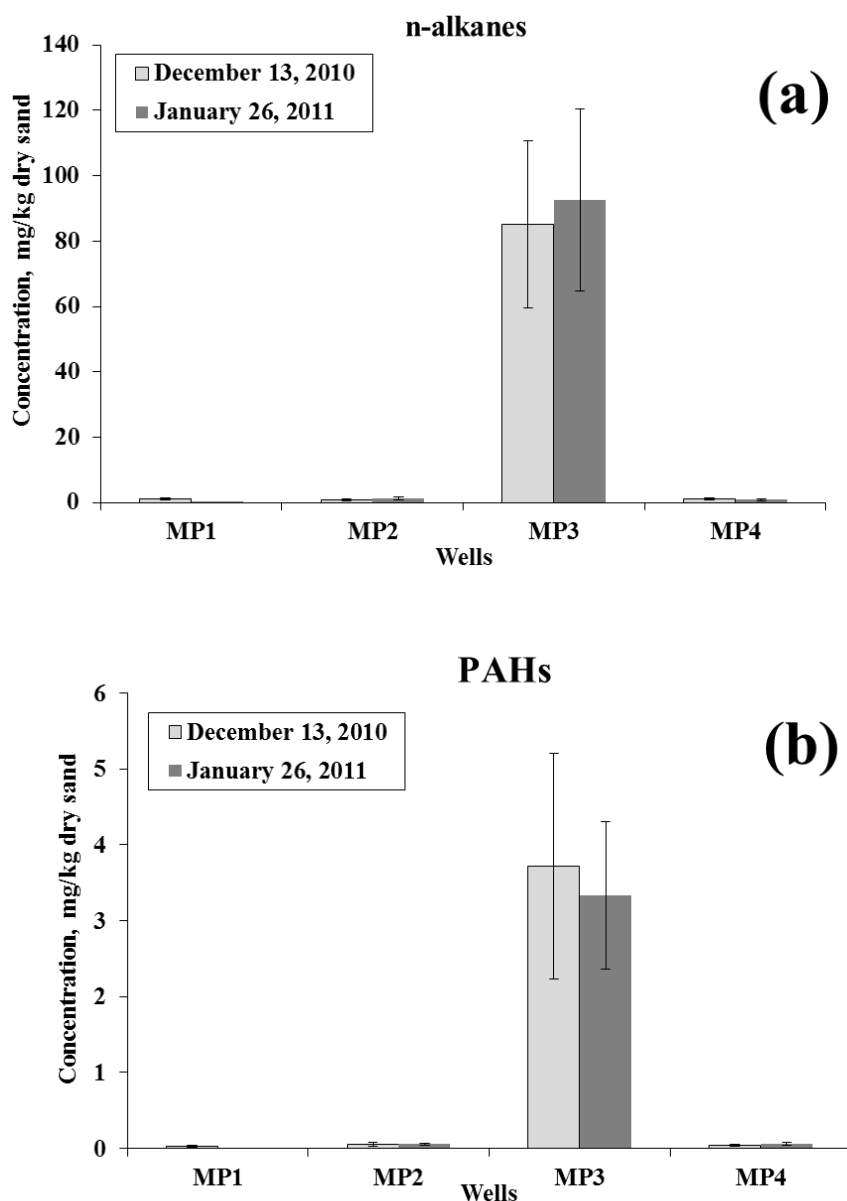 n-alkanes
(a)
December 13, 2010
January 26, 2011
Concentration, mg/kg dry sand
140
120
100
80
60
40
20
0
MP1 MP2 MP3 MP4
Wells
PAHs
(b)
December 13, 2010
January 26, 2011
Concentration, mg/kg dry sand
6
5
4
3
2
1
0
MP1 MP2 MP3 MP4
Wells